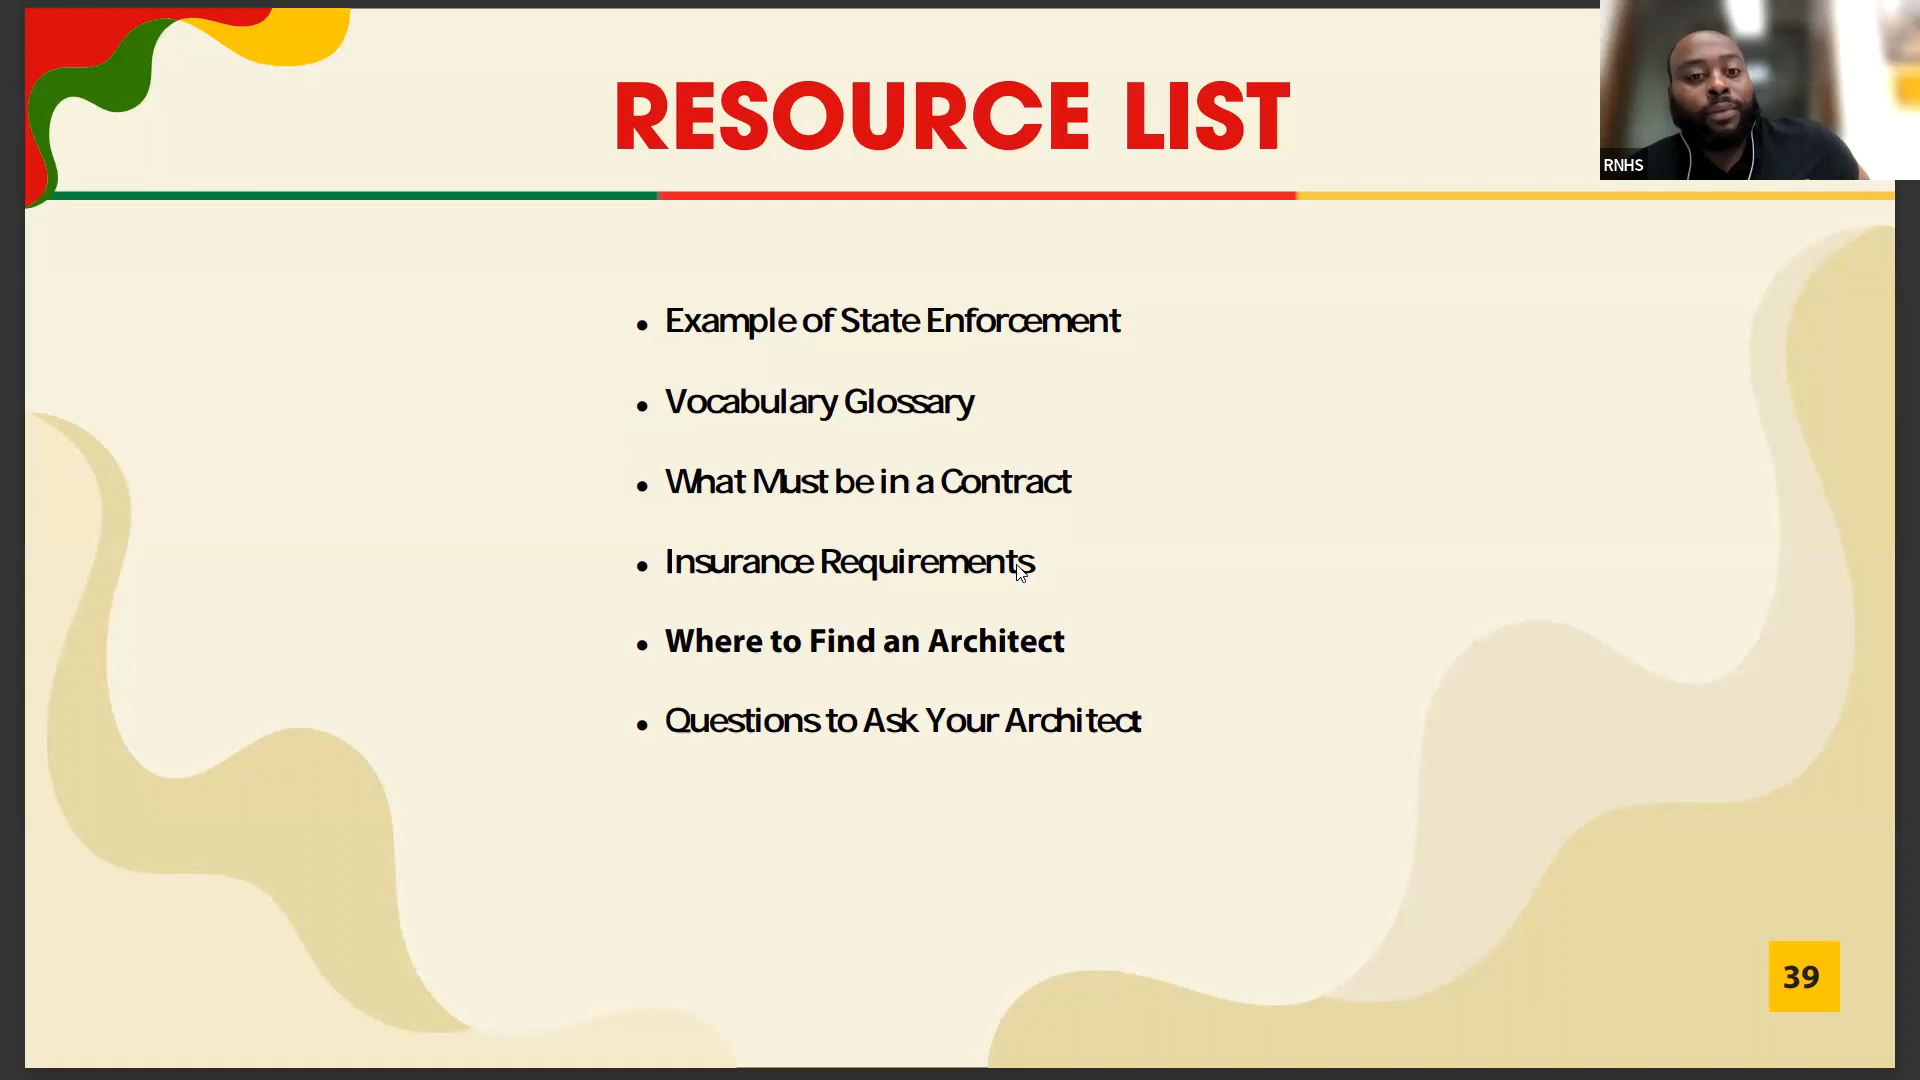 RESOURCE LIST
RNHS
• Example of State Enforcement
• Vocabulary Glossary
• What Must be in a Contract
• Insurance Requirements
• Where to Find an Architect
• Questions to Ask Your Architect
39